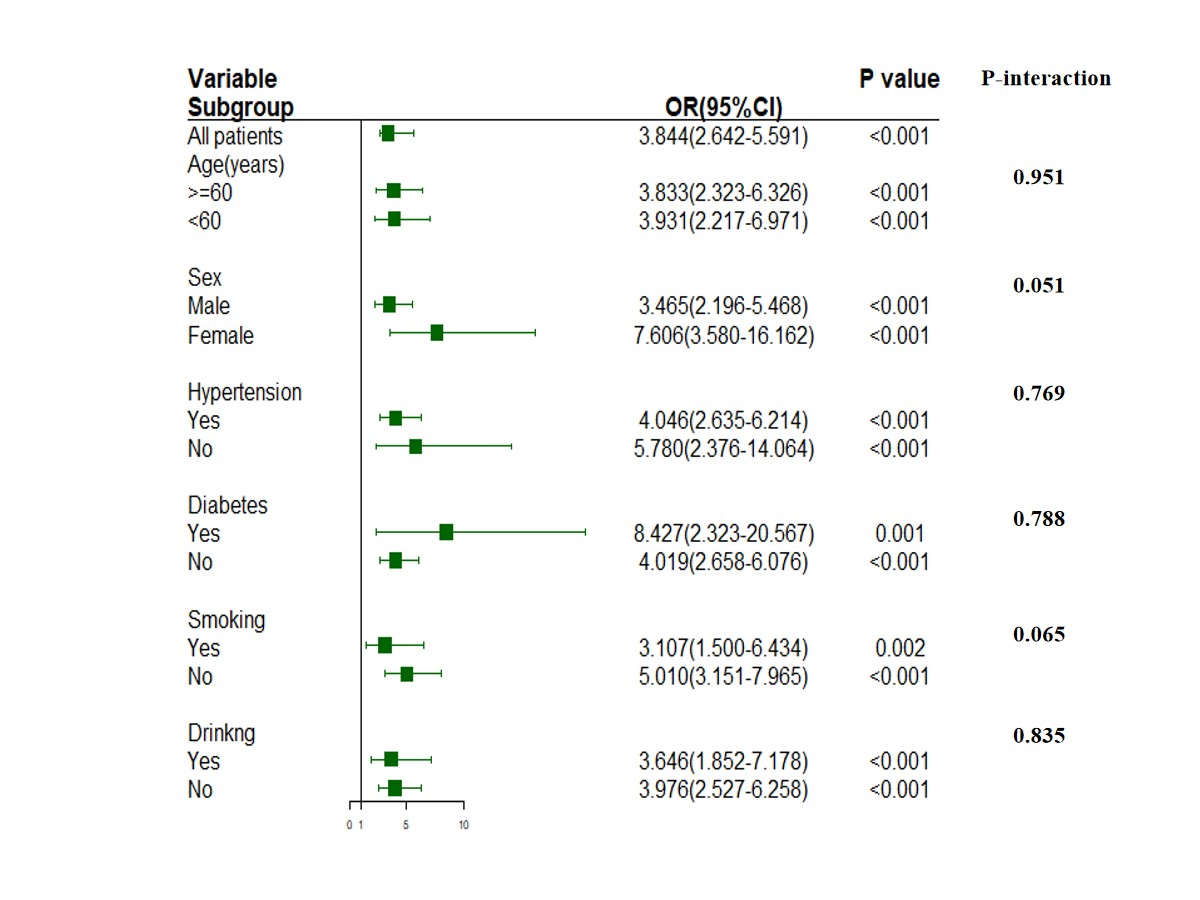 Variable P value P-interaction
Subgroup OR(95%CI)
All patients 3.844(2.642-5.591) <0.001
Age(years) 0.951
>=60 3.833(2.323-6.326) <0.001
<60 3.931(2.217-6.971) <0.001
Sex 0.051
Male 3.465(2.196-5.468) <0.001
Female 7.606(3.580-16.162) <0.001
Hypertension 0.769
Yes 4.046(2.635-6.214) <0.001
No 5.780(2.376-14.064) <0.001
Diabetes 0.788
Yes 8.427(2.323-20.567) 0.001
No 4.019(2.658-6.076) <0.001
Smoking 0.065
Yes 3.107(1.500-6.434) 0.002
No 5.010(3.151-7.965) <0.001
Drinkng 0.835
Yes 3.646(1.852-7.178) <0.001
No 3.976(2.527-6.258) <0.001
0 1 5 10